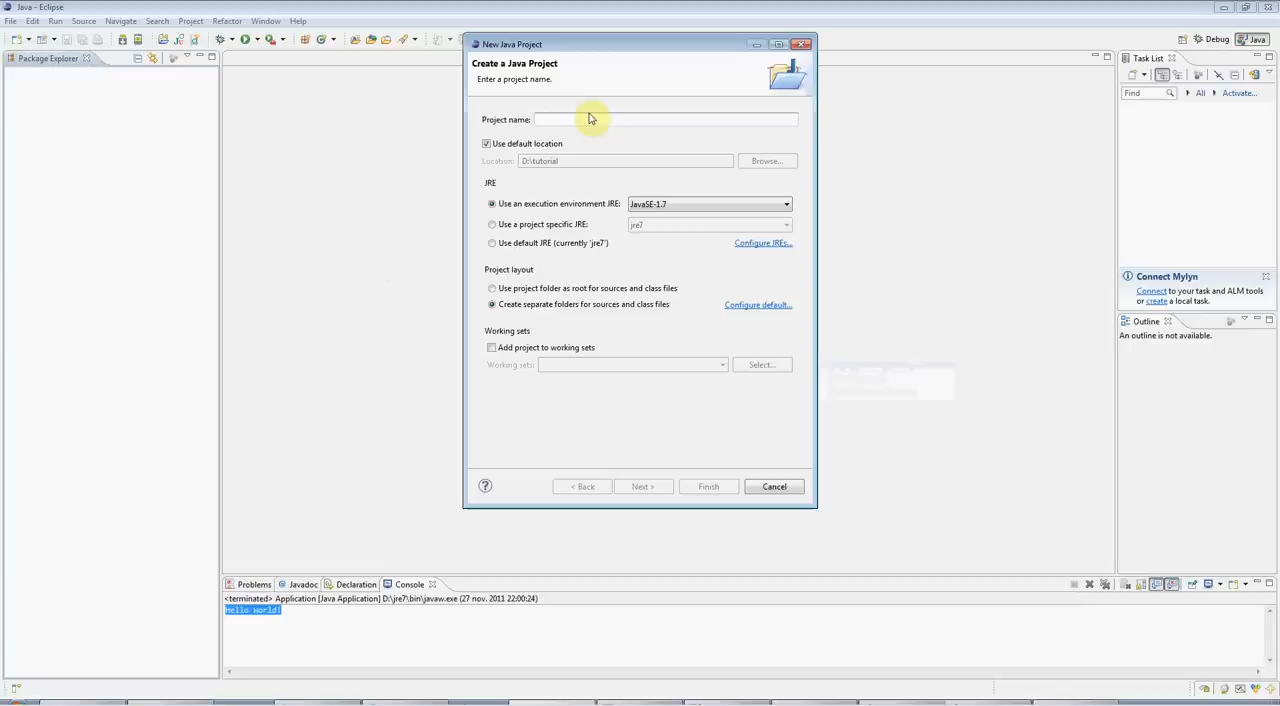 Java - Eclipse
File Edit Run Source Navigate Search Project Refactor Window Help
Debug Java
Package Explorer
New Java Project
Create a Java Project
Enter a project name.
Project name:
Use default location
Location: D:\tutorial Browse...
JRE
Use an execution environment JRE: JavaSE-1.7
Use a project specific JRE: jre7
Use default JRE (currently 'jre7') Configure JREs...
Project layout
Use project folder as root for sources and class files
Create separate folders for sources and class files Configure default...
Working sets
Add project to working sets
Working sets: Select...
? < Back Next > Finish Cancel
Task List
Find All Activate...
Connect Mylyn
Connect to your task and ALM tools
or create a local task.
Outline
An outline is not available.
Problems @ Javadoc Declaration Console
<terminated> Application [Java Application] D:\jre7\bin\javaw.exe (27 nov. 2011 22:00:24)
Hello World!